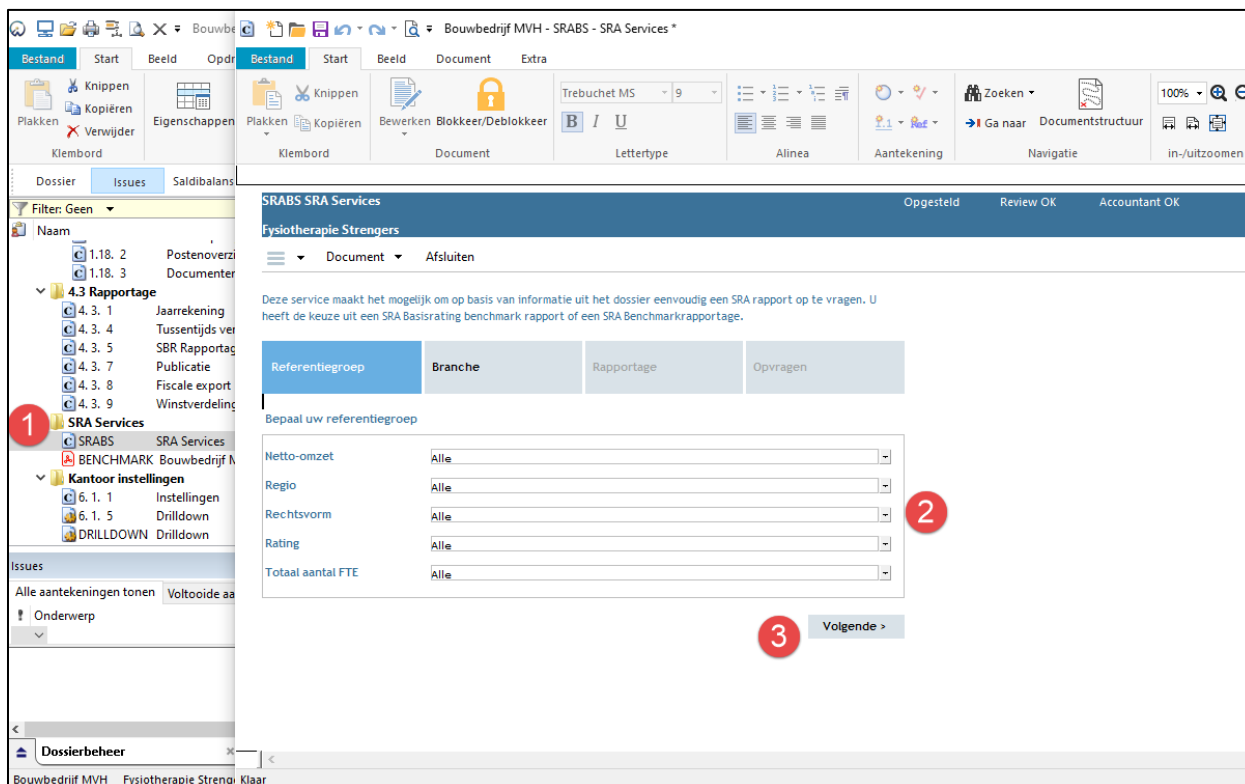 Bouwbe
Bestand Start Beeld Opdr
Plakken
Knippen
Kopiëren
Verwijder
Klembord
Eigenschappen
Dossier Issues Saldibalans
Filter: Geen
Naam
1.18. 2 Postenoverzi
1.18. 3 Documenter
4.3 Rapportage
4. 3. 1 Jaarrekening
4. 3. 4 Tussentijds ver
4. 3. 5 SBR Rapportag
4. 3. 7 Publicatie
4. 3. 8 Fiscale export
4. 3. 9 Winstverdeling
1
SRA Services
SRABS SRA Services
BENCHMARK Bouwbedrijf M
Kantoor instellingen
6. 1. 1 Instellingen
6. 1. 5 Drilldown
DRILLDOWN Drilldown
Issues
Alle aantekeningen tonen Voltooide aa
! Onderwerp
Dossierbeheer
Bouwbedrijf MVH Fysiotherapie Strenge
Bouwbedrijf MVH - SRABS - SRA Services *
Bestand Start Beeld Document Extra
Plakken
Knippen
Kopiëren
Klembord
Bewerken Blokkeer/Deblokkeer
Document
Trebuchet MS 9
B I U
Lettertype
Alinea
Ref
Aantekening
Zoeken
Ga naar
Documentstructuur
Navigatie
100%
in-/uitzoomen
SRABS SRA Services Opgesteld Review OK Accountant OK
Fysiotherapie Strengers
Document Afsluiten
Deze service maakt het mogelijk om op basis van informatie uit het dossier eenvoudig een SRA rapport op te vragen. U
heeft de keuze uit een SRA Basisrating benchmark rapport of een SRA Benchmarkrapportage.
Referentiegroep Branche Rapportage Opvragen
Bepaal uw referentiegroep
Netto-omzet Alle
Regio Alle
Rechtsvorm Alle
2
Rating Alle
Totaal aantal FTE Alle
3
Volgende >
Klaar